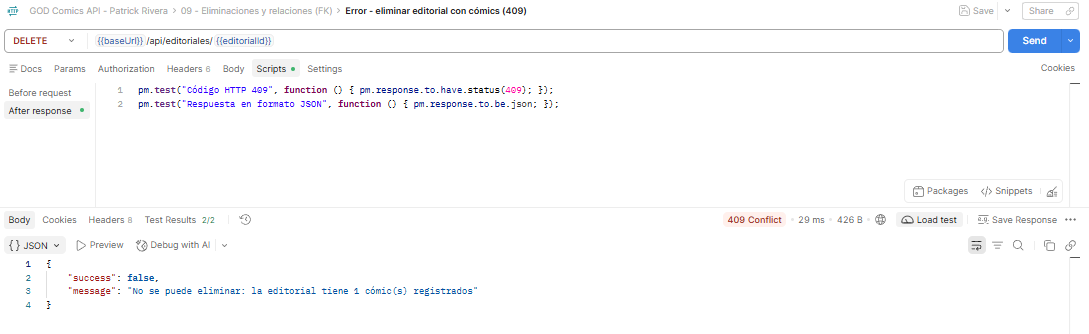 HTTP GOD Comics API - Patrick Rivera > 09 - Eliminaciones y relaciones (FK) > Error - eliminar editorial con cómics (409) Save Share
DELETE {{baseUrl}} /api/editoriales/ {{editorialId}} Send
Docs Params Authorization Headers 6 Body Scripts Settings Cookies
Before request
After response
1 pm.test("Código HTTP 409", function () { pm.response.to.have.status(409); });
2 pm.test("Respuesta en formato JSON", function () { pm.response.to.be.json; });
Packages </> Snippets
Body Cookies Headers 8 Test Results 2/2 409 Conflict • 29 ms • 426 B • Load test Save Response
{} JSON Preview Debug with AI
1 {
2 "success": false,
3 "message": "No se puede eliminar: la editorial tiene 1 cómic(s) registrados"
4 }